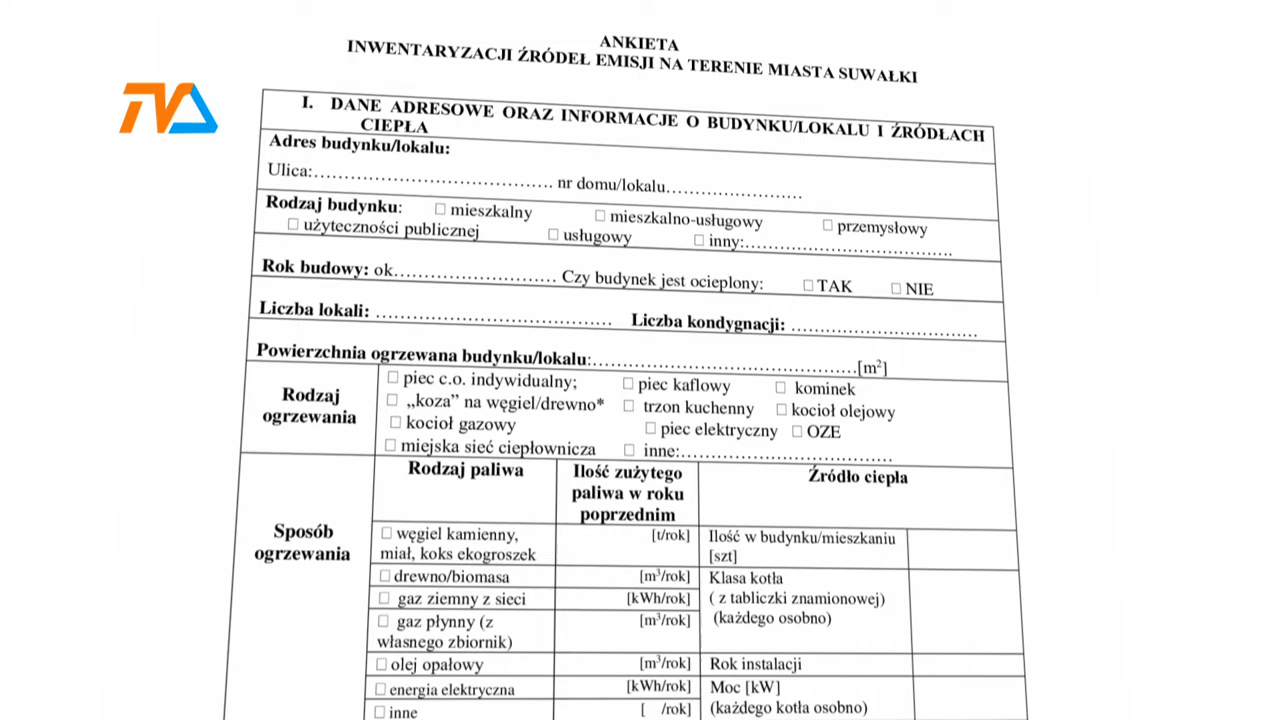 ANKIETA
INWENTARYZACJI ŹRÓDEŁ EMISJI NA TERENIE MIASTA SUWAŁKI
TVA
I. DANE ADRESOWE ORAZ INFORMACJE O BUDYNKU/LOKALU I ŹRÓDŁACH
CIEPŁA
Adres budynku/lokalu:
Ulica:........................................ nr domu/lokalu.......................
Rodzaj budynku: □ mieszkalny □ mieszkalno-usługowy □ przemysłowy
□ użyteczności publicznej □ usługowy □ inny:...................................
Rok budowy: ok........................... Czy budynek jest ocieplony: □ TAK □ NIE
Liczba lokali: ........................................ Liczba kondygnacji: ................................
Powierzchnia ogrzewana budynku/lokalu:.............................................[m²]
Rodzaj
ogrzewania
□ piec c.o. indywidualny; □ piec kaflowy □ kominek
□ „koza” na węgiel/drewno* □ trzon kuchenny □ kocioł olejowy
□ kocioł gazowy □ piec elektryczny □ OZE
□ miejska sieć ciepłownicza □ inne:....................................
Sposób
ogrzewania
Rodzaj paliwa
Ilość zużytego
paliwa w roku
poprzednim
Źródło ciepła
□ węgiel kamienny,
miał, koks ekogroszek
[t/rok]
Ilość w budynku/mieszkaniu
[szt]
□ drewno/biomasa
[m³/rok]
Klasa kotła
( z tabliczki znamionowej)
(każdego osobno)
□ gaz ziemny z sieci
[kWh/rok]
□ gaz płynny (z
własnego zbiornik)
[m³/rok]
□ olej opałowy
[m³/rok]
Rok instalacji
□ energia elektryczna
[kWh/rok]
Moc [kW]
(każdego kotła osobno)
□ inne
[ /rok]